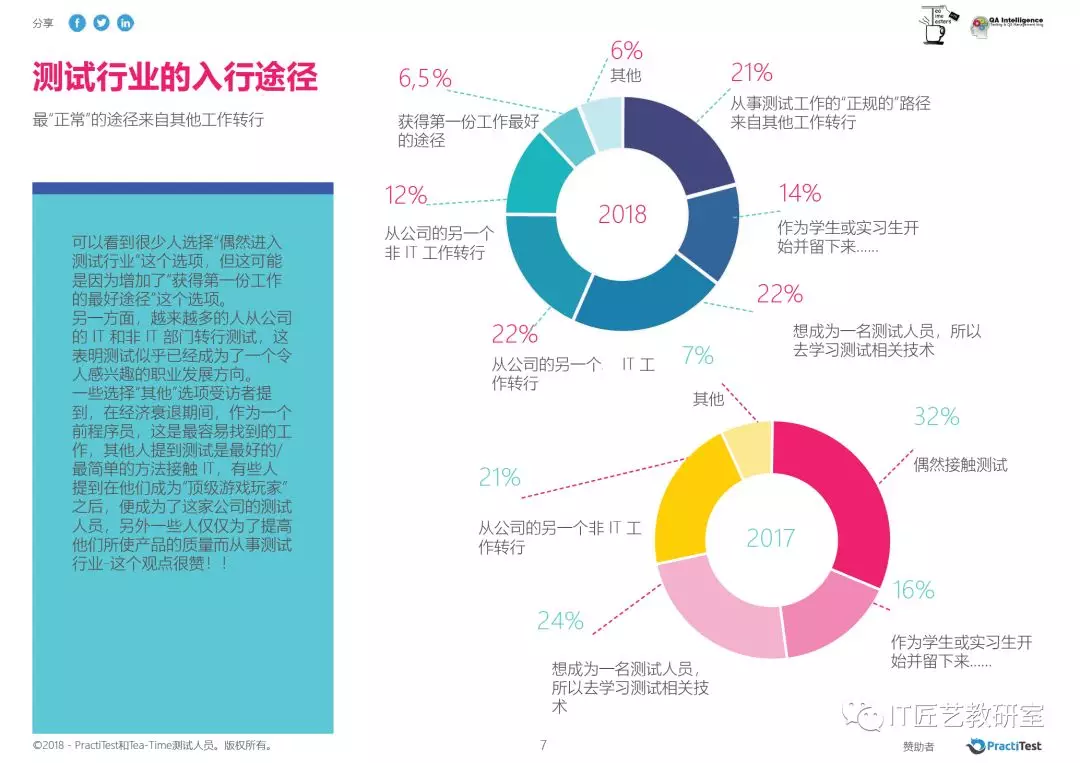 分享
Tea
Time
Testers
QA Intelligence
测试行业的入行途径
最“正常”的途径来自其他工作转行
可以看到很少人选择“偶然进入
测试行业”这个选项，但这可能
是因为增加了“获得第一份工作
的最好途径”这个选项。
另一方面，越来越多的人从公司
的 IT 和非 IT 部门转行测试，这
表明测试似乎已经成为了一个令
人感兴趣的职业发展方向。
一些选择“其他”选项受访者提
到，在经济衰退期间，作为一个
前程序员，这是最容易找到的工
作，其他人提到测试是最好的/
最简单的方法接触 IT，有些人
提到在他们成为“顶级游戏玩家”
之后，便成为了这家公司的测试
人员，另外一些人仅仅为了提高
他们所使产品的质量而从事测试
行业-这个观点很赞！！
6%
其他
6,5%
获得第一份工作最好
的途径
21%
从事测试工作的“正规的”路径
来自其他工作转行
12%
从公司的另一个
非 IT 工作转行
2018
14%
作为学生或实习生开
始并留下来......
22%
想成为一名测试人员，所以
去学习测试相关技术
22%
从公司的另一个 IT 工
作转行
7%
其他
32%
偶然接触测试
21%
从公司的另一个非 IT 工
作转行
2017
16%
作为学生或实习生开
始并留下来......
24%
想成为一名测试人员，
所以去学习测试相关技
术
IT匠艺教研室
©2018 - PractiTest和Tea-Time测试人员。版权所有。
7
赞助者
PractiTest